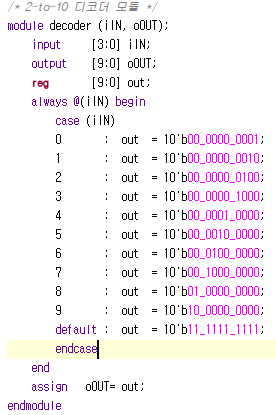 /* 2-to-10 디코더 모듈 */
module decoder (iIN, oOUT);
    input    [3:0] iIN;
    output   [9:0] oOUT;
    reg      [9:0] out;
    always @(iIN) begin
        case (iIN)
        0       :  out  = 10'b00_0000_0001;
        1       :  out  = 10'b00_0000_0010;
        2       :  out  = 10'b00_0000_0100;
        3       :  out  = 10'b00_0000_1000;
        4       :  out  = 10'b00_0001_0000;
        5       :  out  = 10'b00_0010_0000;
        6       :  out  = 10'b00_0100_0000;
        7       :  out  = 10'b00_1000_0000;
        8       :  out  = 10'b01_0000_0000;
        9       :  out  = 10'b10_0000_0000;
        default :  out  = 10'b11_1111_1111;
        endcase
    end
    assign   oOUT= out;
endmodule